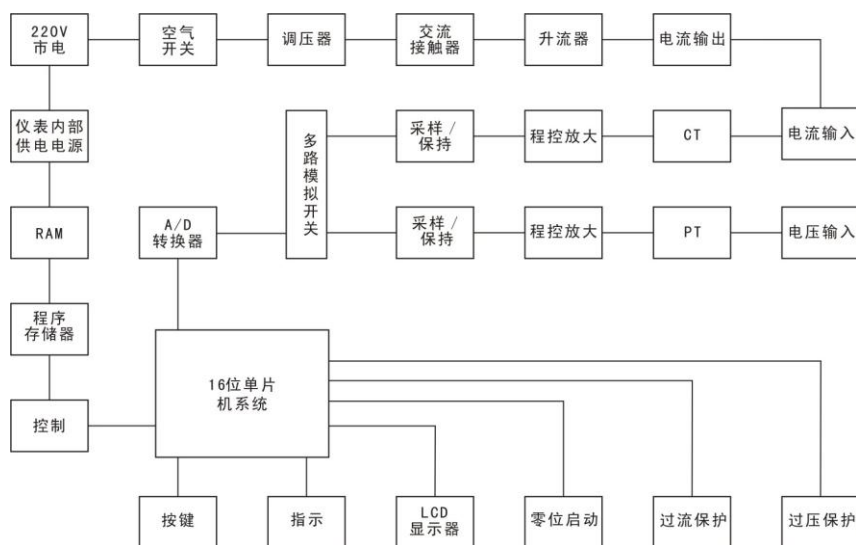 220V
市电
空气
开关
调压器
交流
接触器
升流器
电流输出
仪表内部
供电电源
多路模拟开关
采样/
保持
程控放大
CT
电流输入
RAM
A/D
转换器
采样/
保持
程控放大
PT
电压输入
程序
存储器
16位单片
机系统
控制
按键
指示
LCD
显示器
零位启动
过流保护
过压保护